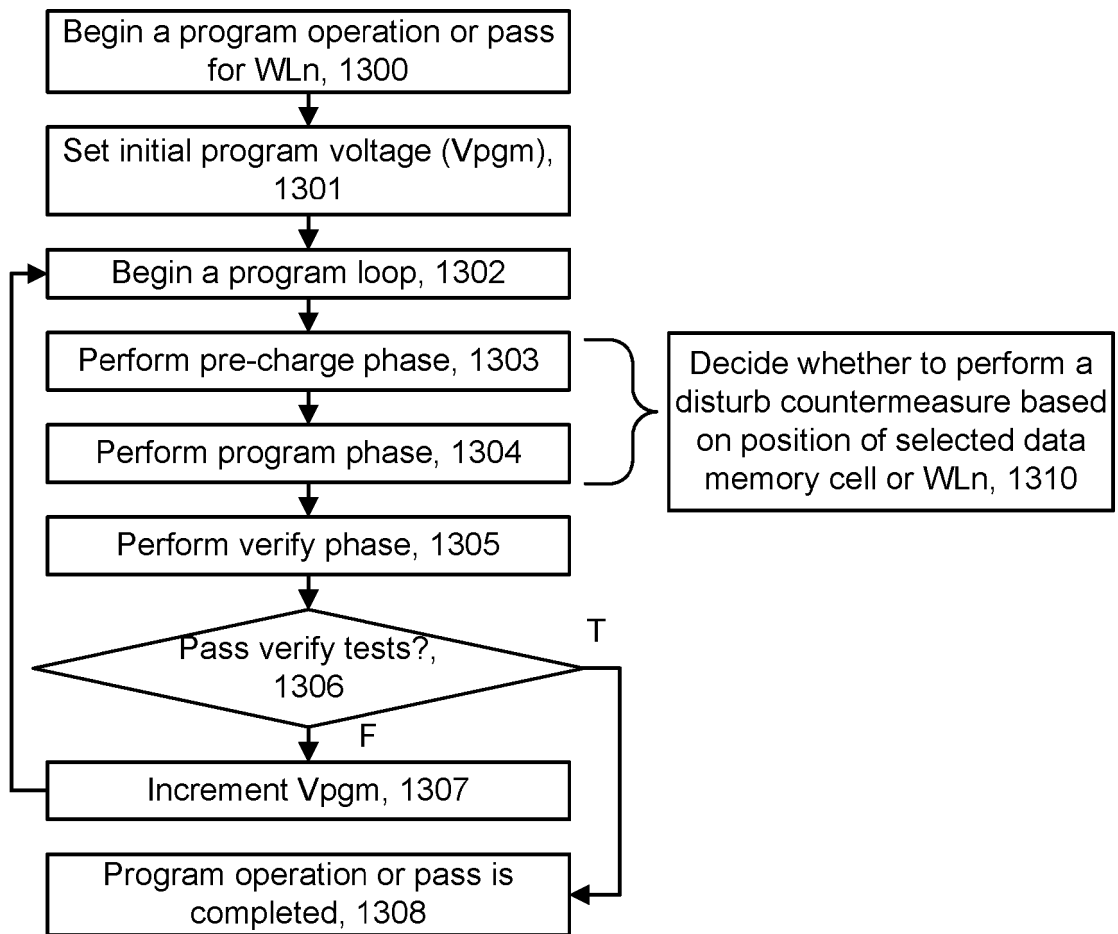 Begin a program operation or pass
for WLn, 1300
Set initial program voltage (Vpgm),
1301
Begin a program loop, 1302
Perform pre-charge phase, 1303
Perform program phase, 1304
Decide whether to perform a
disturb countermeasure based
on position of selected data
memory cell or WLn, 1310
Perform verify phase, 1305
Pass verify tests?,
1306
T
F
Increment Vpgm, 1307
Program operation or pass is
completed, 1308